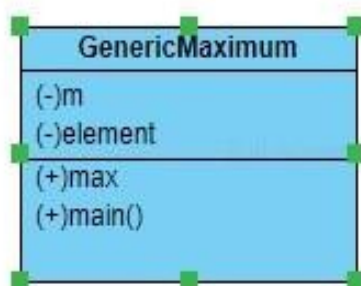 GenericMaximum
(-)m
(-)element
(+)max
(+)main()